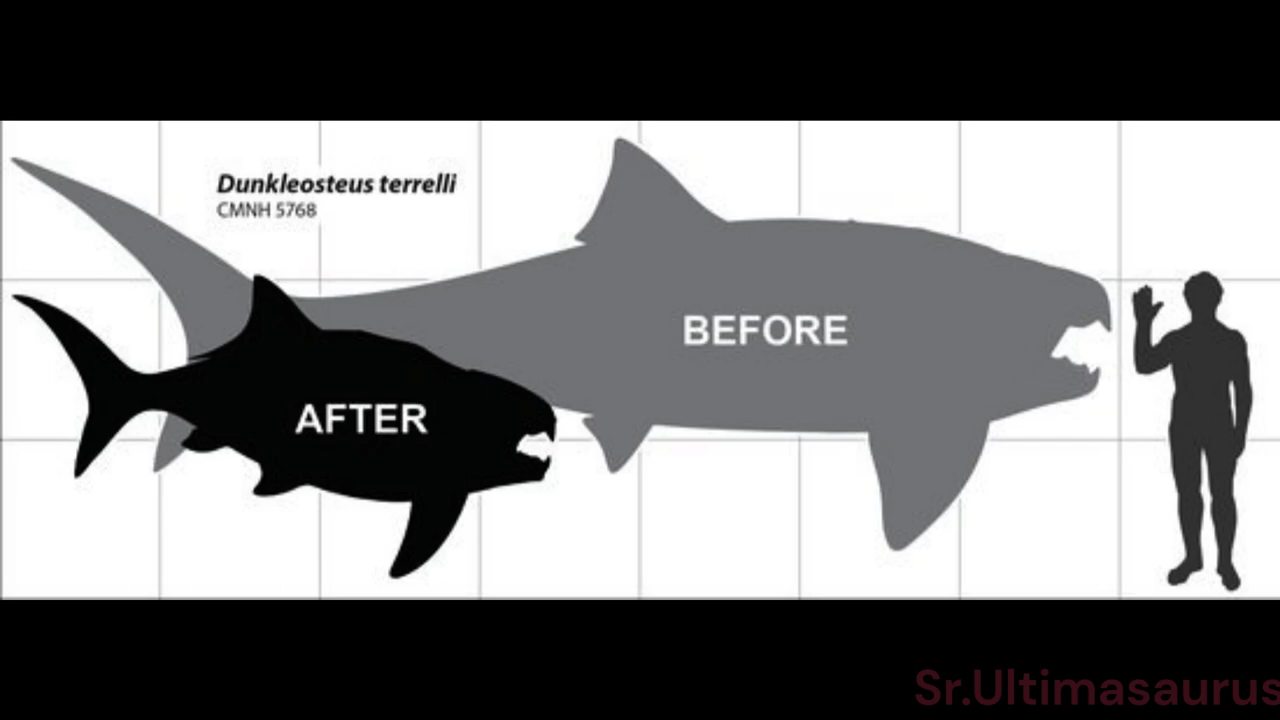 Dunkleosteus terrelli
CMNH 5768
BEFORE
AFTER
Sr.Ultimasaurus